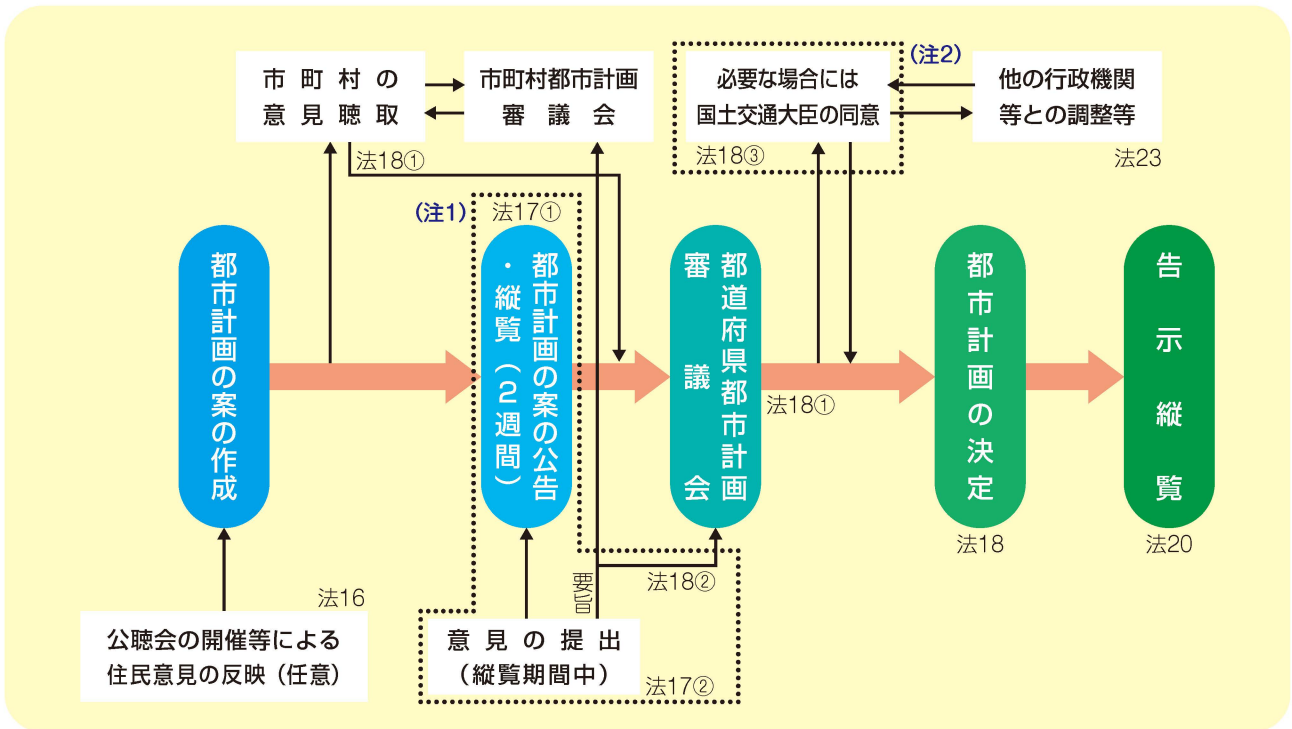 市町村の
意見聴取
市町村都市計画
審議会
必要な場合には
国土交通大臣の同意
(注2)
他の行政機関
等との調整等
法18①
法18③
法23
(注1)
法17①
都市計画の案の作成
都市計画の案の公告
・縦覧(2週間)
都道府県都市計画
審議会
法18①
都市計画の決定
告示縦覧
法18
法20
要旨
法18②
法16
公聴会の開催等による
住民意見の反映(任意)
意見の提出
(縦覧期間中)
法17②